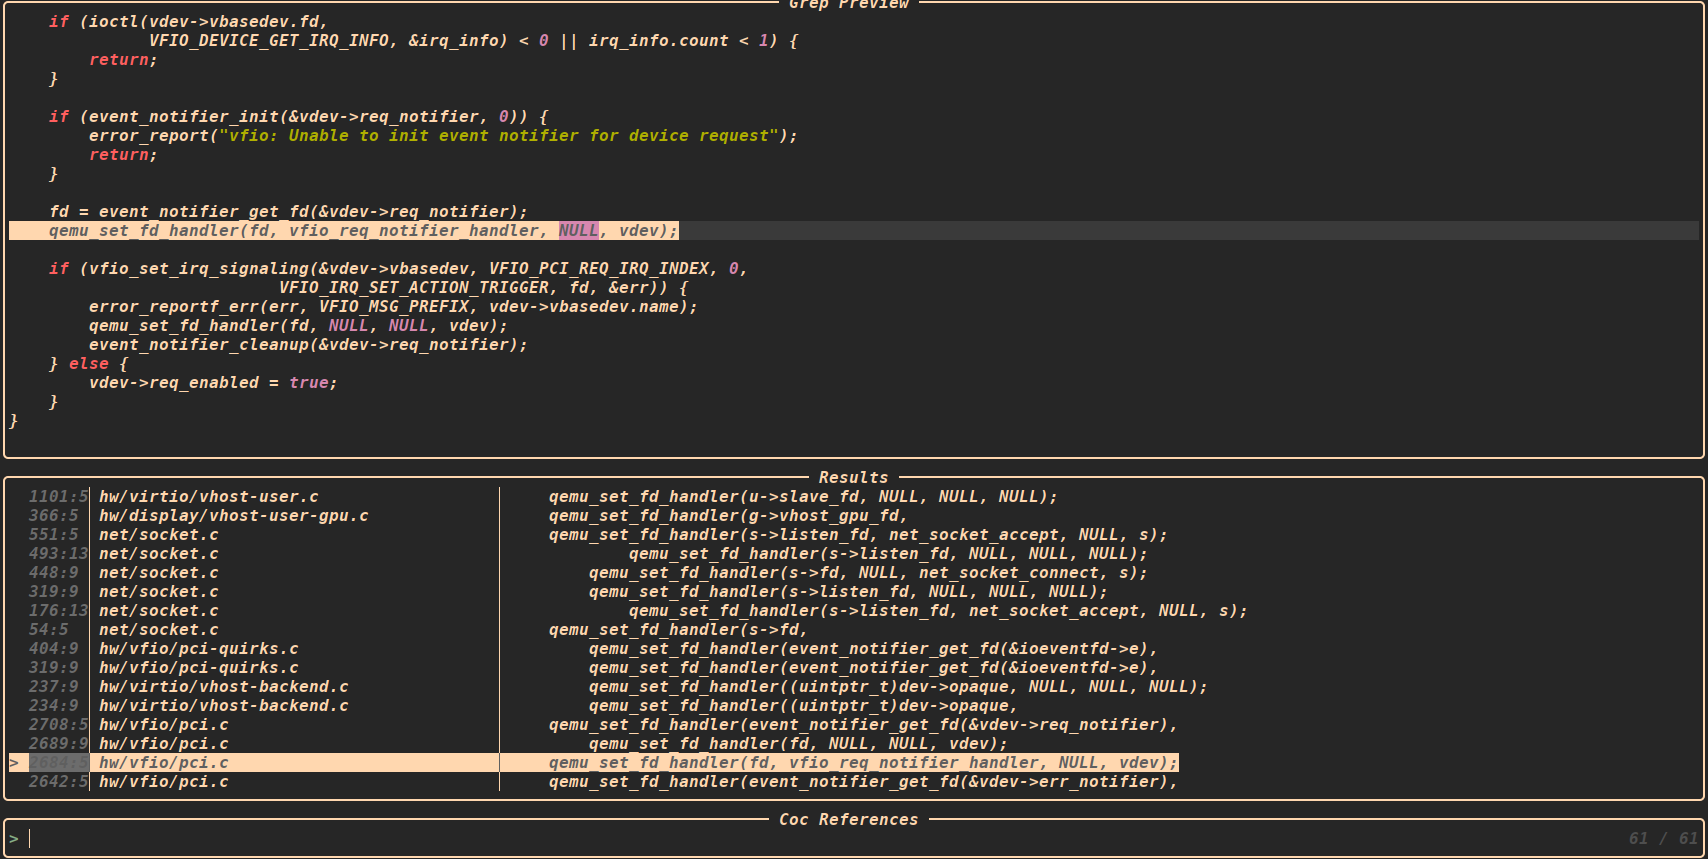 Grep Preview
if (ioctl(vdev->vbasedev.fd,
VFIO_DEVICE_GET_IRQ_INFO, &irq_info) < 0 || irq_info.count < 1) {
return;
}
if (event_notifier_init(&vdev->req_notifier, 0)) {
error_report("vfio: Unable to init event notifier for device request");
return;
}
fd = event_notifier_get_fd(&vdev->req_notifier);
qemu_set_fd_handler(fd, vfio_req_notifier_handler, NULL, vdev);
if (vfio_set_irq_signaling(&vdev->vbasedev, VFIO_PCI_REQ_IRQ_INDEX, 0,
VFIO_IRQ_SET_ACTION_TRIGGER, fd, &err)) {
error_reportf_err(err, VFIO_MSG_PREFIX, vdev->vbasedev.name);
qemu_set_fd_handler(fd, NULL, NULL, vdev);
event_notifier_cleanup(&vdev->req_notifier);
} else {
vdev->req_enabled = true;
}
}
Results
1101:5 hw/virtio/vhost-user.c qemu_set_fd_handler(u->slave_fd, NULL, NULL, NULL);
366:5 hw/display/vhost-user-gpu.c qemu_set_fd_handler(g->vhost_gpu_fd,
551:5 net/socket.c qemu_set_fd_handler(s->listen_fd, net_socket_accept, NULL, s);
493:13 net/socket.c qemu_set_fd_handler(s->listen_fd, NULL, NULL, NULL);
448:9 net/socket.c qemu_set_fd_handler(s->fd, NULL, net_socket_connect, s);
319:9 net/socket.c qemu_set_fd_handler(s->listen_fd, NULL, NULL, NULL);
176:13 net/socket.c qemu_set_fd_handler(s->listen_fd, net_socket_accept, NULL, s);
54:5 net/socket.c qemu_set_fd_handler(s->fd,
404:9 hw/vfio/pci-quirks.c qemu_set_fd_handler(event_notifier_get_fd(&ioeventfd->e),
319:9 hw/vfio/pci-quirks.c qemu_set_fd_handler(event_notifier_get_fd(&ioeventfd->e),
237:9 hw/virtio/vhost-backend.c qemu_set_fd_handler((uintptr_t)dev->opaque, NULL, NULL, NULL);
234:9 hw/virtio/vhost-backend.c qemu_set_fd_handler((uintptr_t)dev->opaque,
2708:5 hw/vfio/pci.c qemu_set_fd_handler(event_notifier_get_fd(&vdev->req_notifier),
2689:9 hw/vfio/pci.c qemu_set_fd_handler(fd, NULL, NULL, vdev);
> 2684:5 hw/vfio/pci.c qemu_set_fd_handler(fd, vfio_req_notifier_handler, NULL, vdev);
2642:5 hw/vfio/pci.c qemu_set_fd_handler(event_notifier_get_fd(&vdev->err_notifier),
Coc References
> 61 / 61